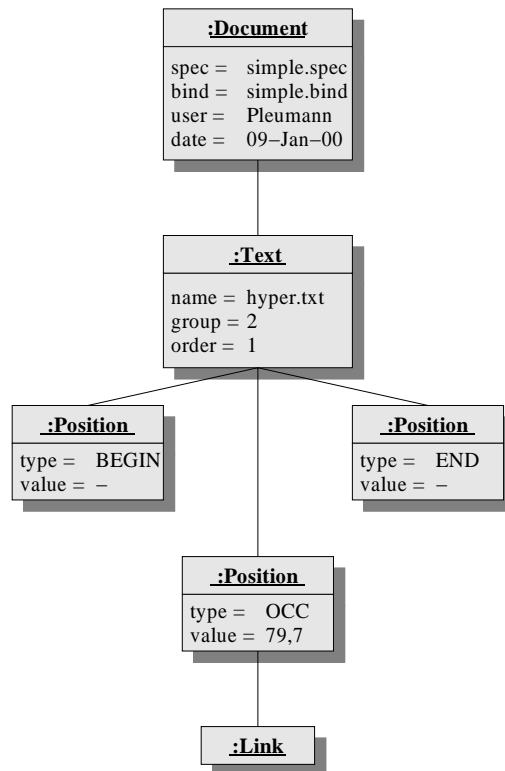 :Document
spec = simple.spec
bind = simple.bind
user = Pleumann
date = 09−Jan−00
:Text
name = hyper.txt
group = 2
order = 1
:Position
type = BEGIN
value = −
:Position
type = END
value = −
:Position
type = OCC
value = 79,7
:Link